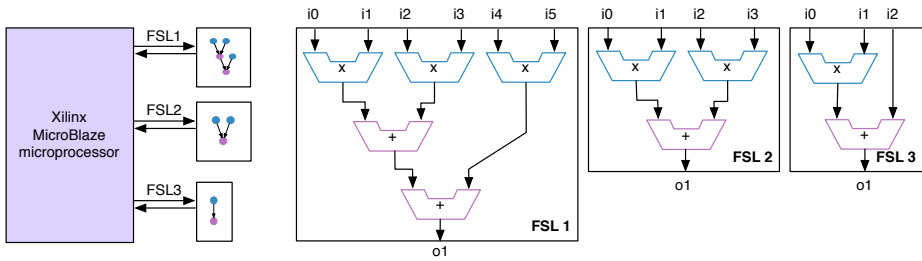 Xilinx
MicroBlaze
microprocessor
FSL1
FSL2
FSL3
i0 i1 i2 i3 i4 i5
x x x
+
+
FSL 1
o1
i0 i1 i2 i3
x x
+
FSL 2
o1
i0 i1 i2
x
+
FSL 3
o1